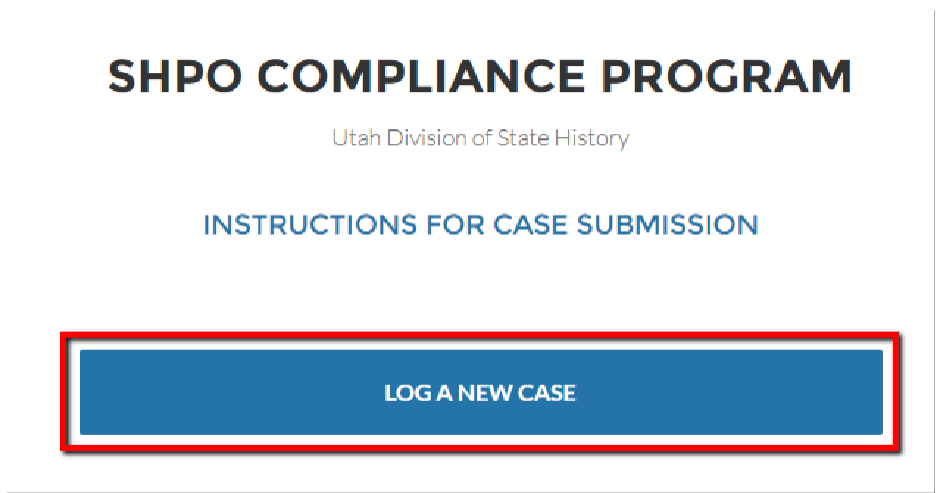 SHPO COMPLIANCE PROGRAM
Utah Division of State History
INSTRUCTIONS FOR CASE SUBMISSION
LOG A NEW CASE